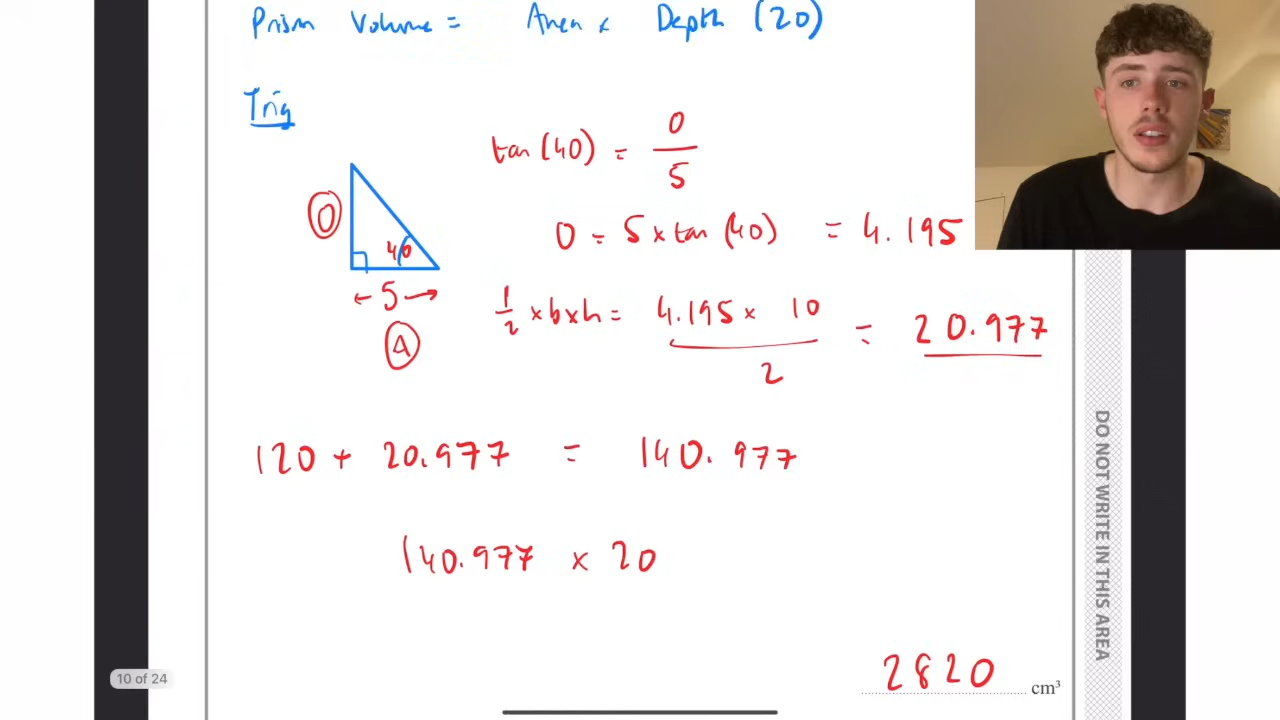 Prism Volume = Area × Depth (20)
Trig
tan (40) = O / 5
O
40
O = 5 × tan (40) = 4.195
← 5 →
A
1/2 × b × h = 4.195 × 10 / 2 = 20.977
120 + 20.977 = 140.977
140.977 × 20
2820 cm³
10 of 24
DO NOT WRITE IN THIS AREA